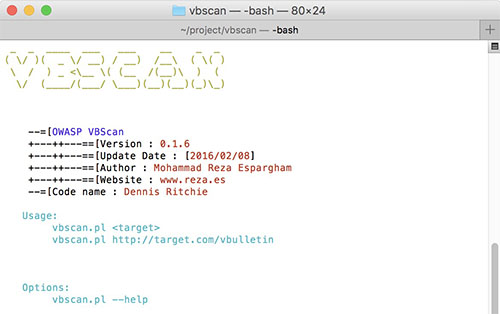 vbscan — -bash — 80×24
~/project/vbscan — -bash
VBSCAN
--=[OWASP VBScan
+---++---==[Version : 0.1.6
+---++---==[Update Date : [2016/02/08]
+---++---==[Author : Mohammad Reza Espargham
+---++---==[Website : www.reza.es
--=[Code name : Dennis Ritchie
Usage:
vbscan.pl <target>
vbscan.pl http://target.com/vbulletin
Options:
vbscan.pl --help